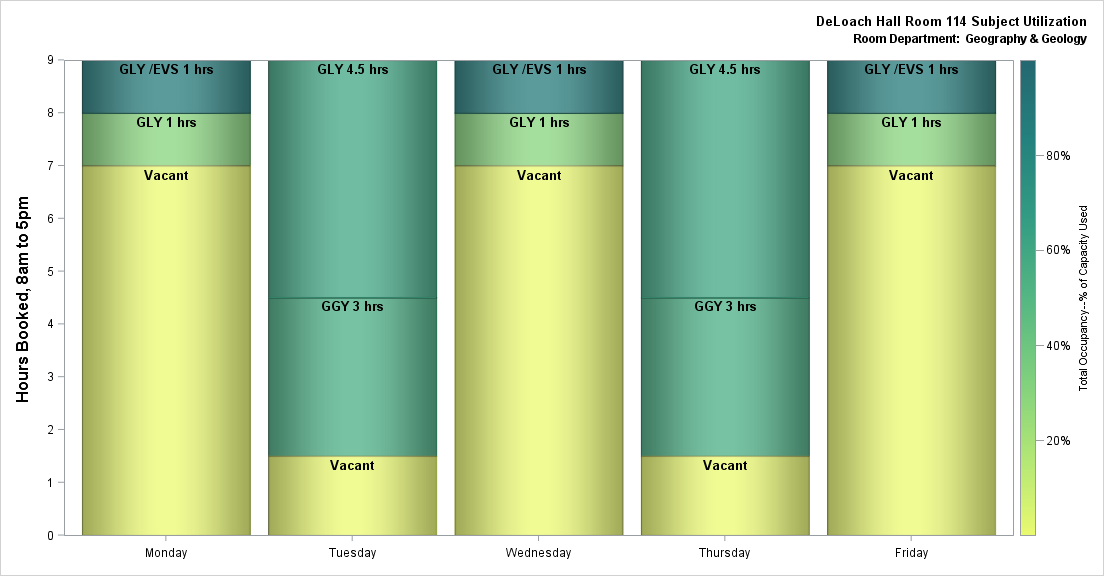 DeLoach Hall Room 114 Subject Utilization
Room Department: Geography & Geology
Hours Booked, 8am to 5pm
9
8
7
6
5
4
3
2
1
0
GLY /EVS 1 hrs
GLY 1 hrs
Vacant
GLY 4.5 hrs
GGY 3 hrs
Vacant
GLY /EVS 1 hrs
GLY 1 hrs
Vacant
GLY 4.5 hrs
GGY 3 hrs
Vacant
GLY /EVS 1 hrs
GLY 1 hrs
Vacant
Monday
Tuesday
Wednesday
Thursday
Friday
80%
60%
40%
20%
Total Occupancy--% of Capacity Used